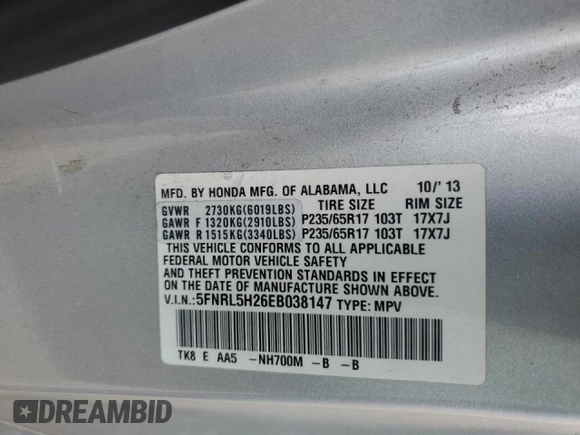 MFD. BY HONDA MFG. OF ALABAMA, LLC 10/'13
TIRE SIZE RIM SIZE
GVWR 2730KG(6019LBS)
GAWR F 1320KG(2910LBS) P235/65R17 103T 17X7J
GAWR R 1515KG(3340LBS) P235/65R17 103T 17X7J
THIS VEHICLE CONFORMS TO ALL APPLICABLE
FEDERAL MOTOR VEHICLE SAFETY
AND THEFT PREVENTION STANDARDS IN EFFECT
ON THE DATE OF MANUFACTURE SHOWN ABOVE.
V.I.N.:5FNRL5H26EB038147 TYPE: MPV
TK8 E AA5 -NH700M -B -B
DREAMBID